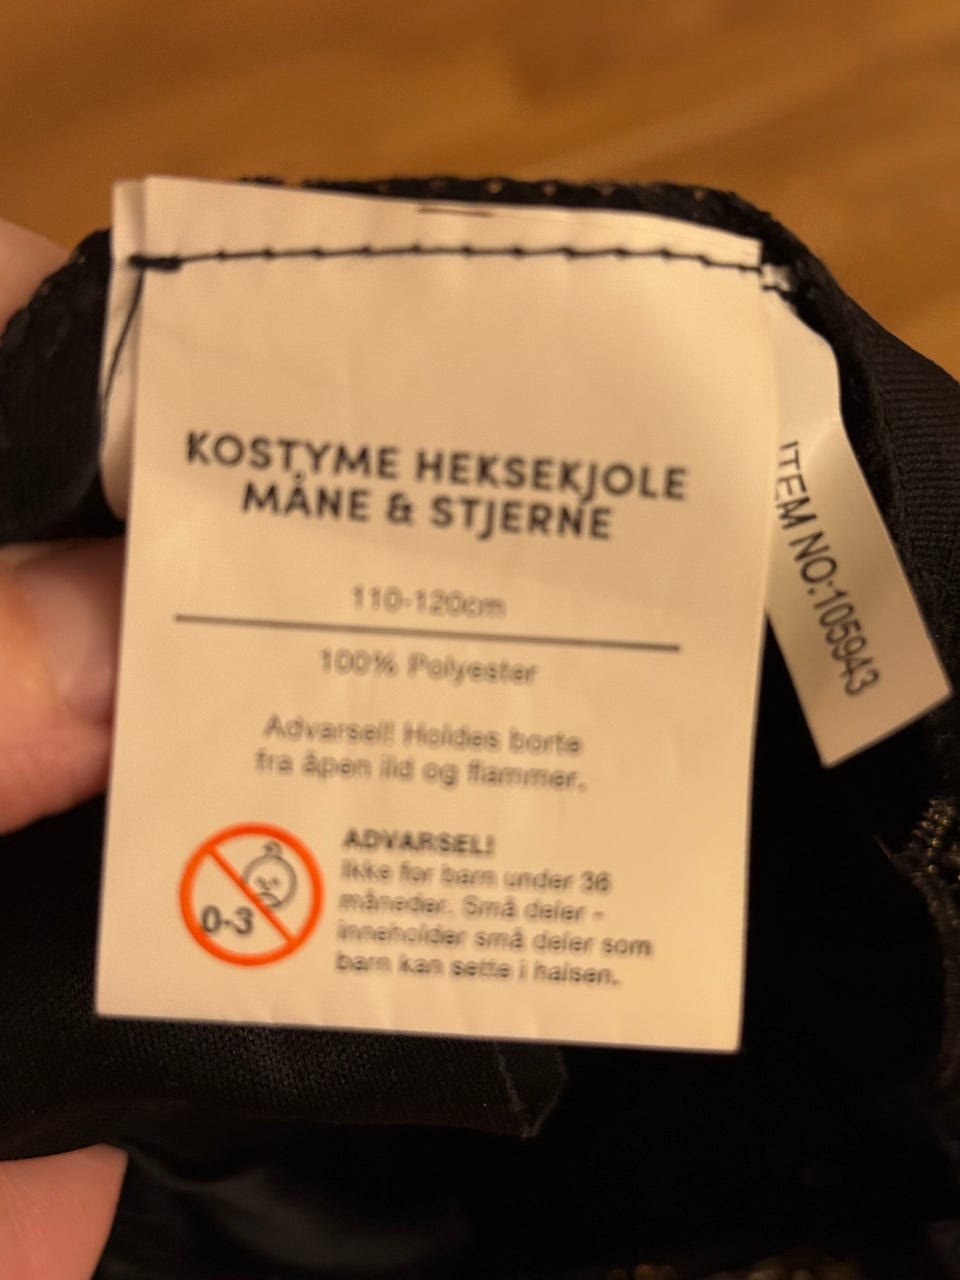 KOSTYME HEKSEKJOLE
MÅNE & STJERNE
110-120cm
100% Polyester
Advarsel! Holdes borte
fra åpen ild og flammer.
0-3
ADVARSEL!
Ikke for barn under 36
måneder. Små deler -
inneholder små deler som
barn kan sette i halsen.
ITEM NO:105943